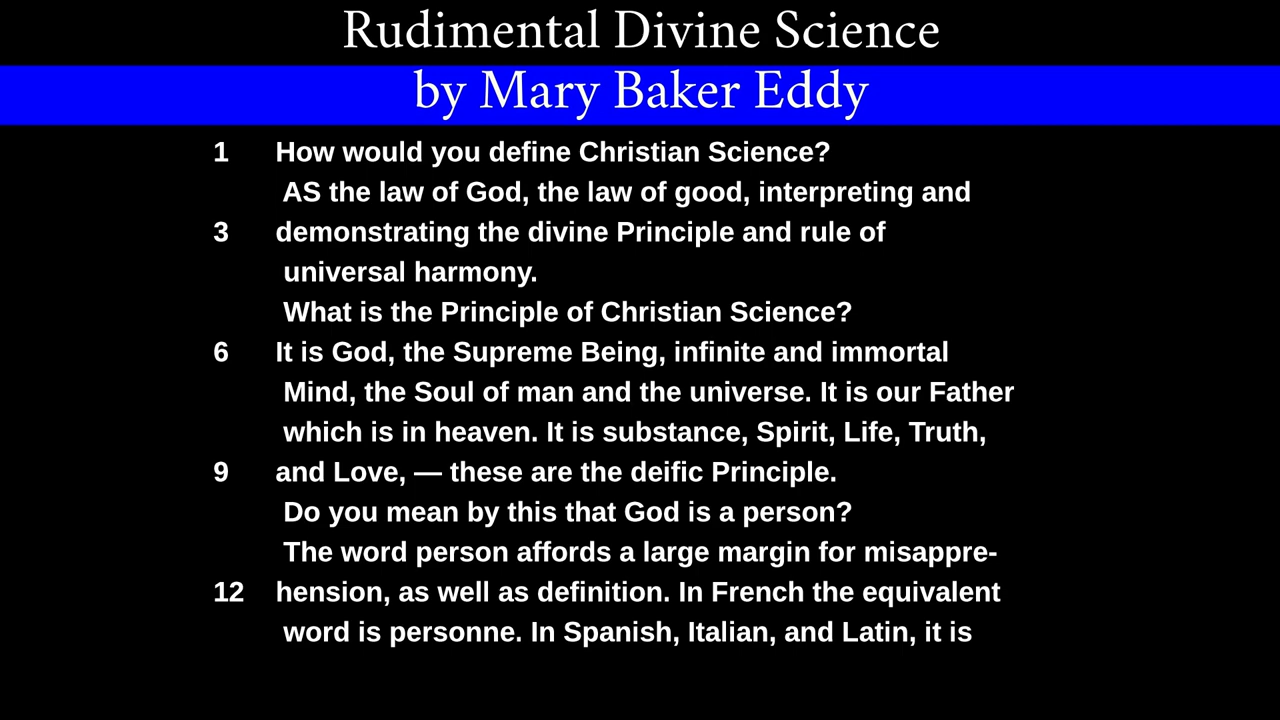 Rudimental Divine Science
by Mary Baker Eddy
1 How would you define Christian Science?
AS the law of God, the law of good, interpreting and
3 demonstrating the divine Principle and rule of
universal harmony.
What is the Principle of Christian Science?
6 It is God, the Supreme Being, infinite and immortal
Mind, the Soul of man and the universe. It is our Father
which is in heaven. It is substance, Spirit, Life, Truth,
9 and Love, — these are the deific Principle.
Do you mean by this that God is a person?
The word person affords a large margin for misappre-
12 hension, as well as definition. In French the equivalent
word is personne. In Spanish, Italian, and Latin, it is